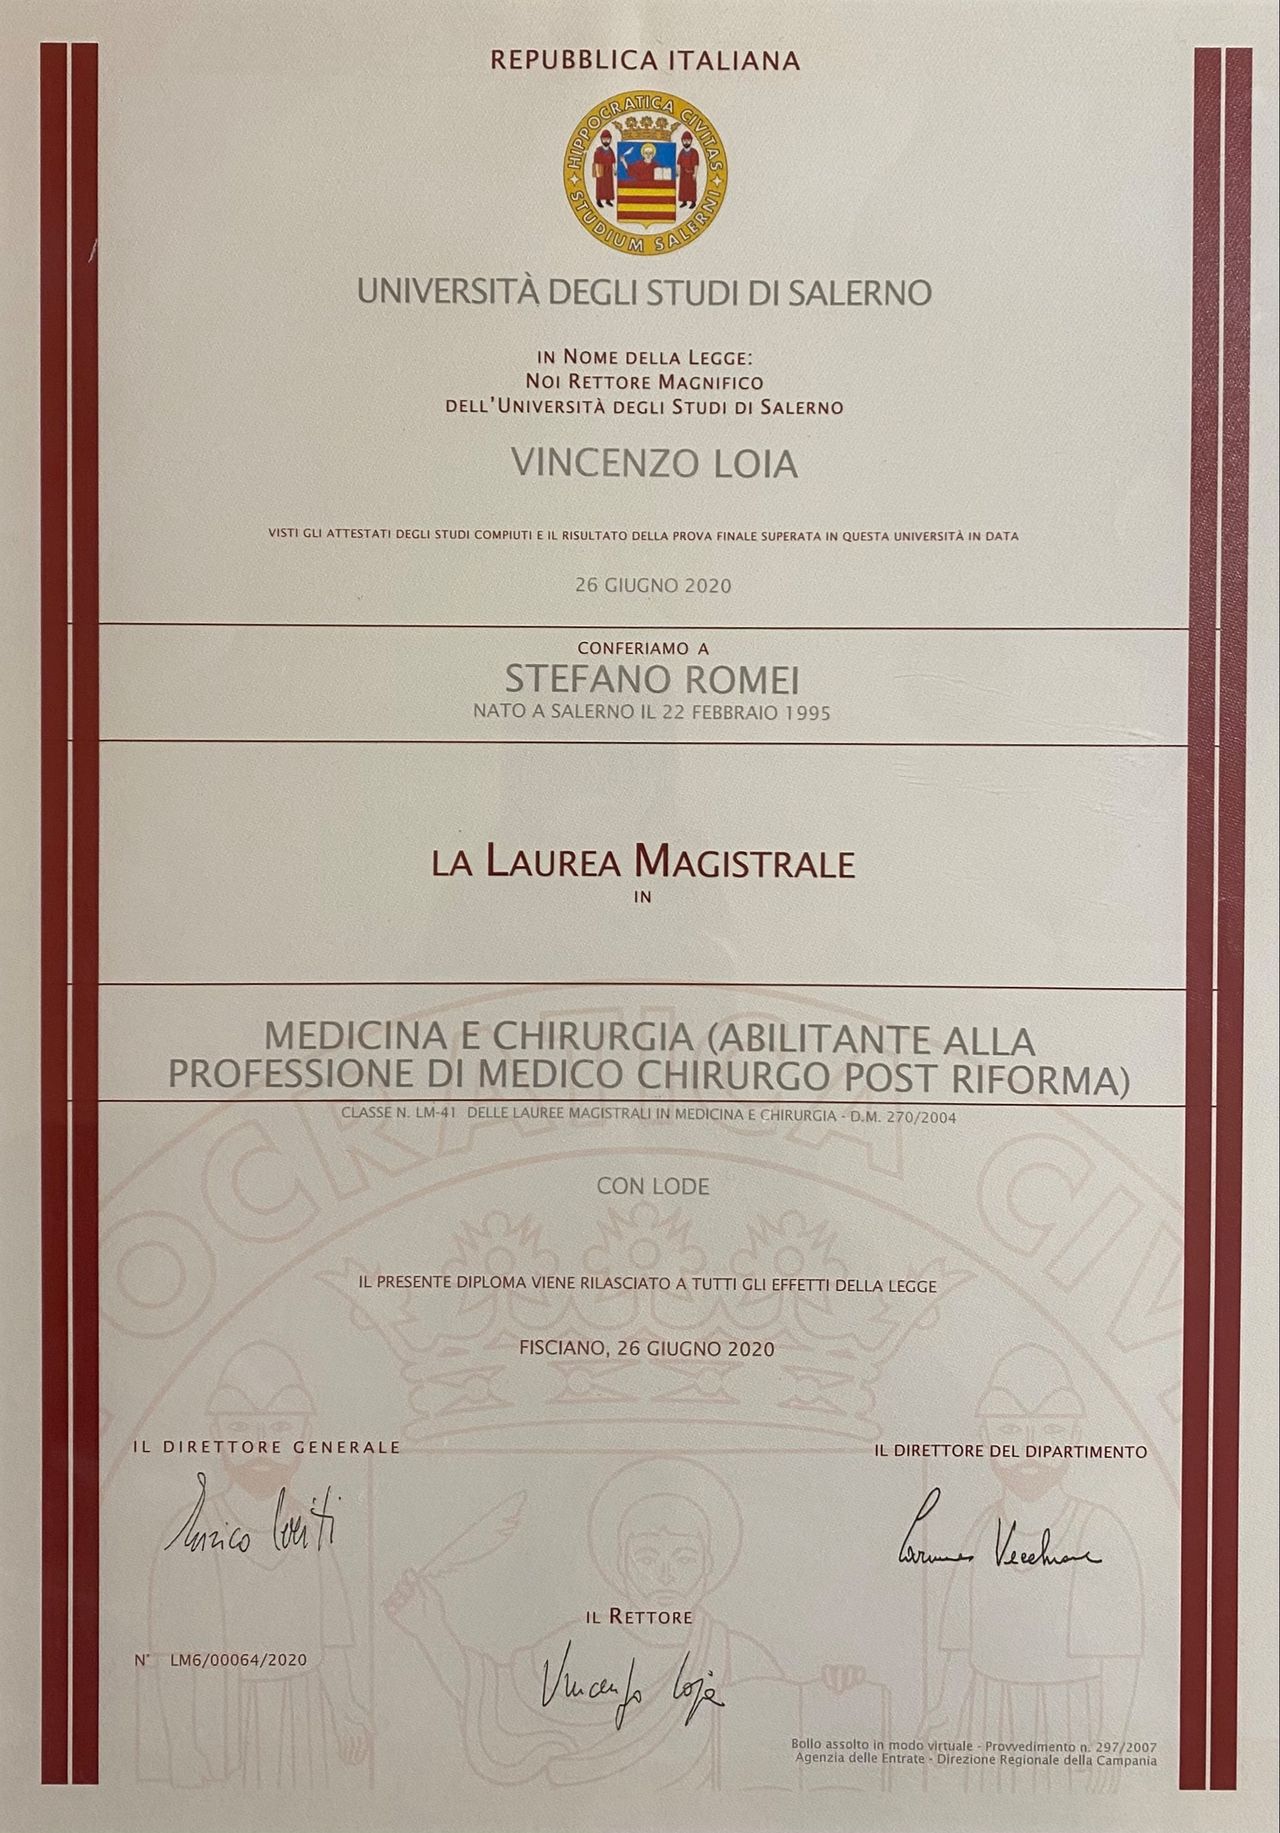 REPUBBLICA ITALIANA
HIPPOCRATICA CIVITAS
STUDIUM SALERNI
UNIVERSITÀ DEGLI STUDI DI SALERNO
IN NOME DELLA LEGGE:
NOI RETTORE MAGNIFICO
DELL'UNIVERSITÀ DEGLI STUDI DI SALERNO
VINCENZO LOIA
VISTI GLI ATTESTATI DEGLI STUDI COMPIUTI E IL RISULTATO DELLA PROVA FINALE SUPERATA IN QUESTA UNIVERSITÀ IN DATA
26 GIUGNO 2020
CONFERIAMO A
STEFANO ROMEI
NATO A SALERNO IL 22 FEBBRAIO 1995
LA LAUREA MAGISTRALE
IN
MEDICINA E CHIRURGIA (ABILITANTE ALLA
PROFESSIONE DI MEDICO CHIRURGO POST RIFORMA)
CLASSE N. LM-41 DELLE LAUREE MAGISTRALI IN MEDICINA E CHIRURGIA - D.M. 270/2004
CON LODE
IL PRESENTE DIPLOMA VIENE RILASCIATO A TUTTI GLI EFFETTI DELLA LEGGE
FISCIANO, 26 GIUGNO 2020
IL DIRETTORE GENERALE
IL DIRETTORE DEL DIPARTIMENTO
Enrico
IL RETTORE
N° LM6/00064/2020
Vincenzo Loia
Bollo assolto in modo virtuale - Provvedimento n. 297/2007
Agenzia delle Entrate - Direzione Regionale della Campania